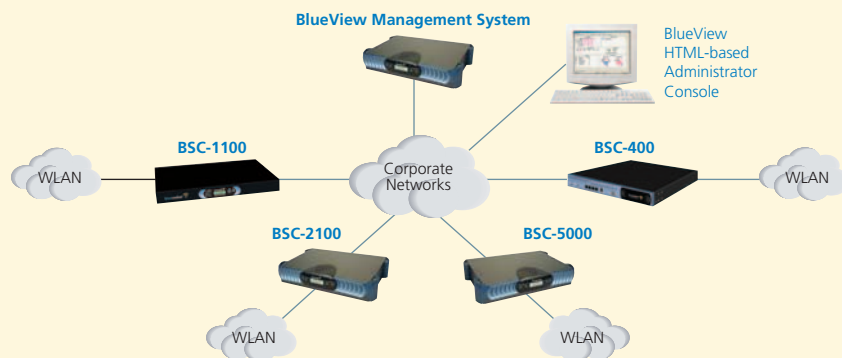 BlueView Management System
BlueView
HTML-based
Administrator
Console
BSC-1100
BSC-400
WLAN
Corporate
Networks
WLAN
BSC-2100
BSC-5000
WLAN
WLAN